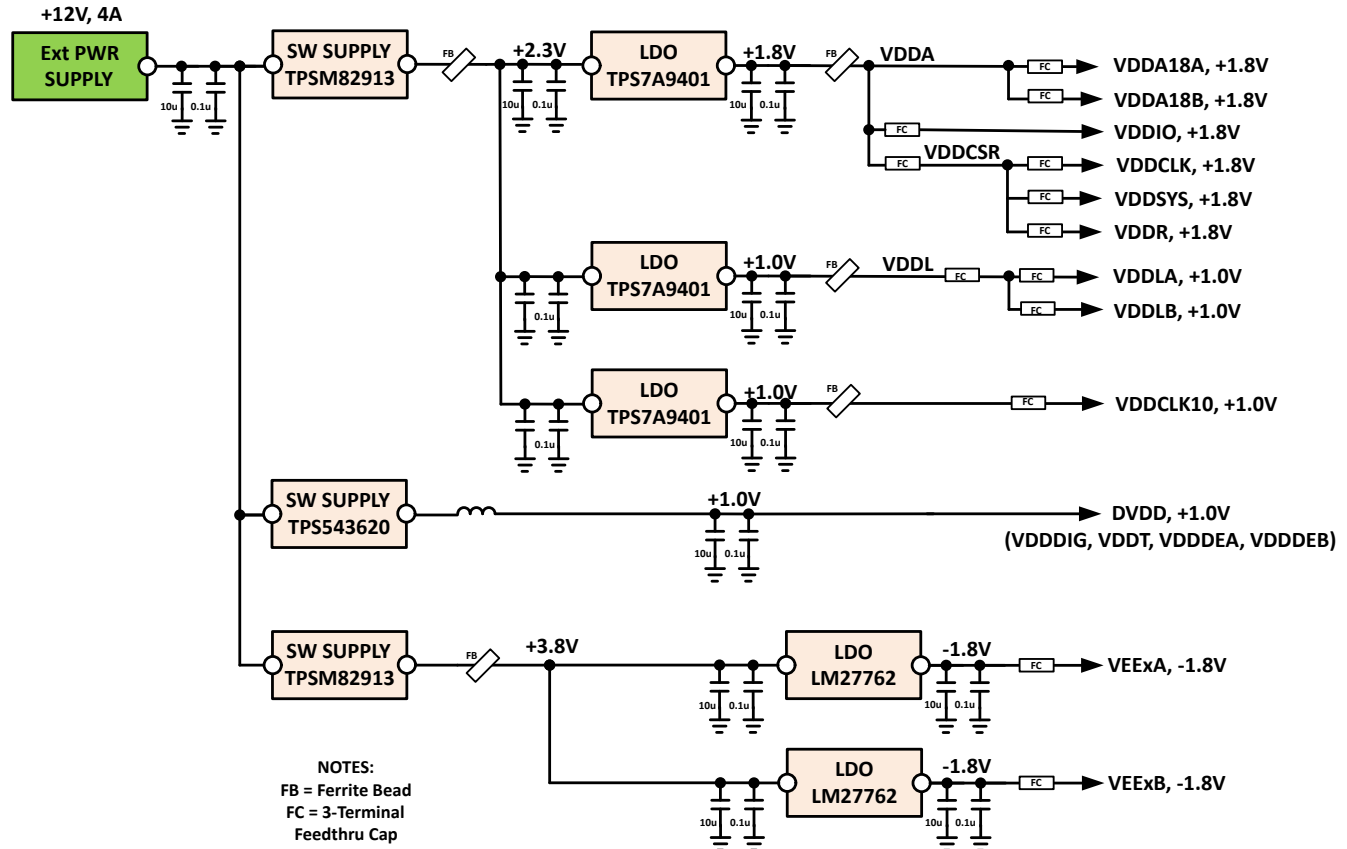 +12V, 4A
Ext PWR
SUPPLY
10u
0.1u
SW SUPPLY
TPSM82913
FB
+2.3V
10u
0.1u
LDO
TPS7A9401
+1.8V
10u
0.1u
FB
VDDA
FC
VDDA18A, +1.8V
FC
VDDA18B, +1.8V
FC
VDDIO, +1.8V
FC
VDDCSR
FC
VDDCLK, +1.8V
FC
VDDSYS, +1.8V
FC
VDDR, +1.8V
0.1u
LDO
TPS7A9401
+1.0V
10u
0.1u
FB
VDDL
FC
FC
VDDLA, +1.0V
FC
VDDLB, +1.0V
0.1u
LDO
TPS7A9401
+1.0V
10u
0.1u
FB
FC
VDDCLK10, +1.0V
SW SUPPLY
TPS543620
+1.0V
10u
0.1u
DVDD, +1.0V
(VDDDIG, VDDT, VDDDEA, VDDDEB)
SW SUPPLY
TPSM82913
FB
+3.8V
10u
0.1u
LDO
LM27762
-1.8V
10u
0.1u
FC
VEExA, -1.8V
10u
0.1u
LDO
LM27762
-1.8V
10u
0.1u
FC
VEExB, -1.8V
NOTES:
FB = Ferrite Bead
FC = 3-Terminal
Feedthru Cap